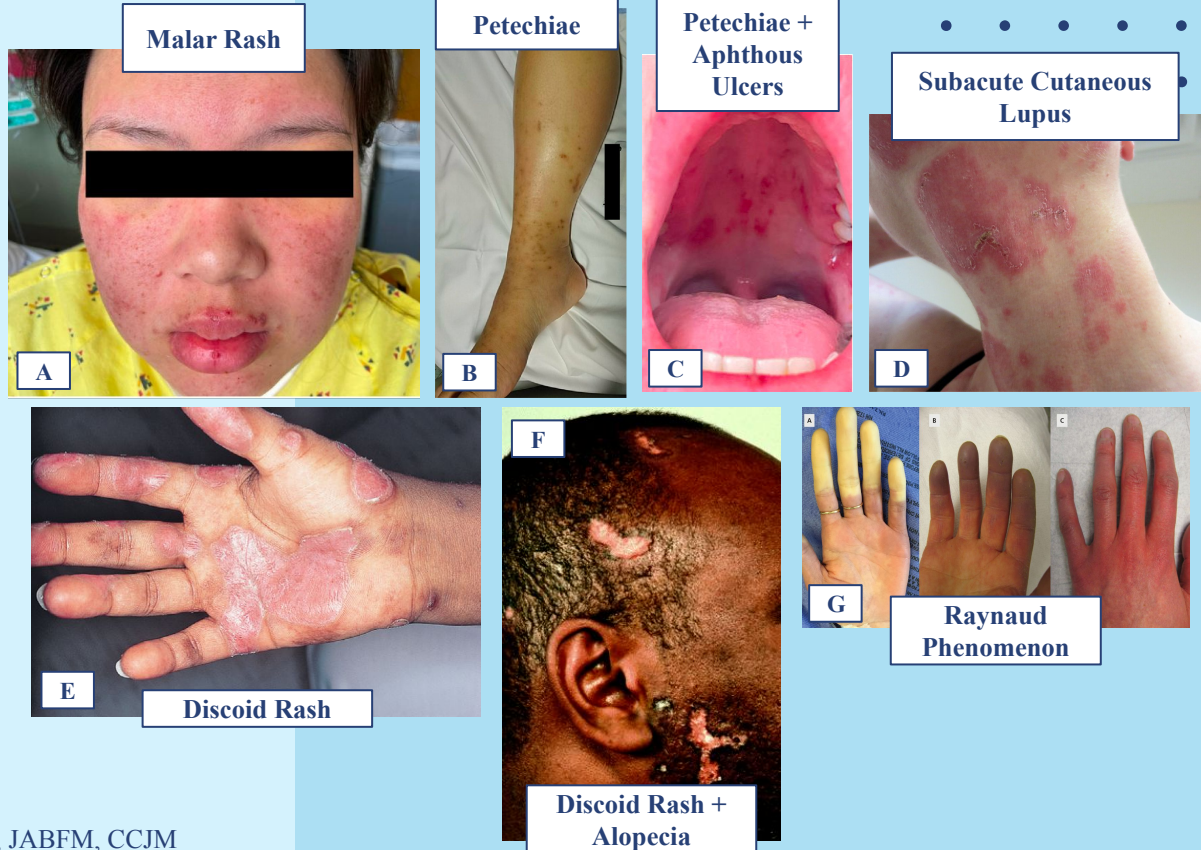 Malar Rash
Petechiae
Petechiae +
Aphthous
Ulcers
Subacute Cutaneous
Lupus
A
B
C
D
E
Discoid Rash
F
Discoid Rash +
Alopecia
A
B
C
G
Raynaud
Phenomenon
JABFM, CCJM